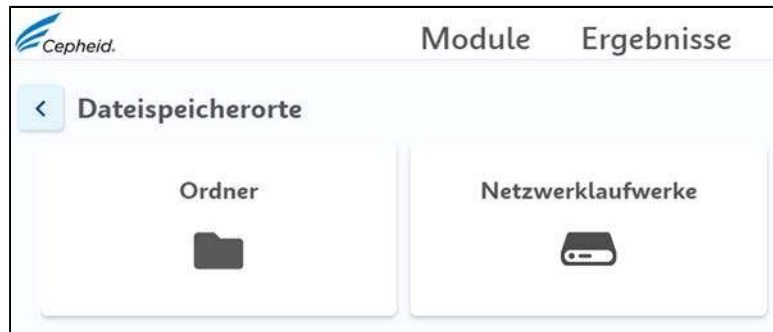 Cepheid.
Module Ergebnisse
Dateispeicherorte
Ordner Netzwerklaufwerke